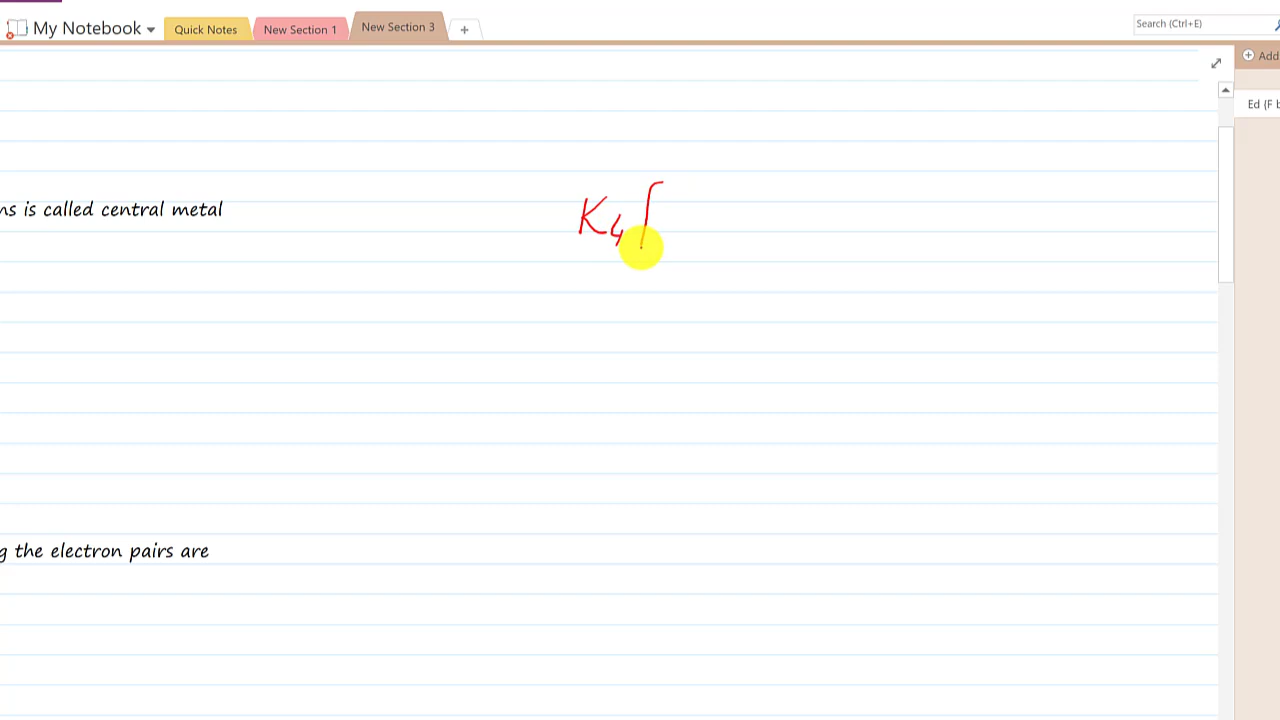 My Notebook Quick Notes New Section 1 New Section 3 Search (Ctrl+E)
Add
Ed (F b
ns is called central metal
K4[
g the electron pairs are